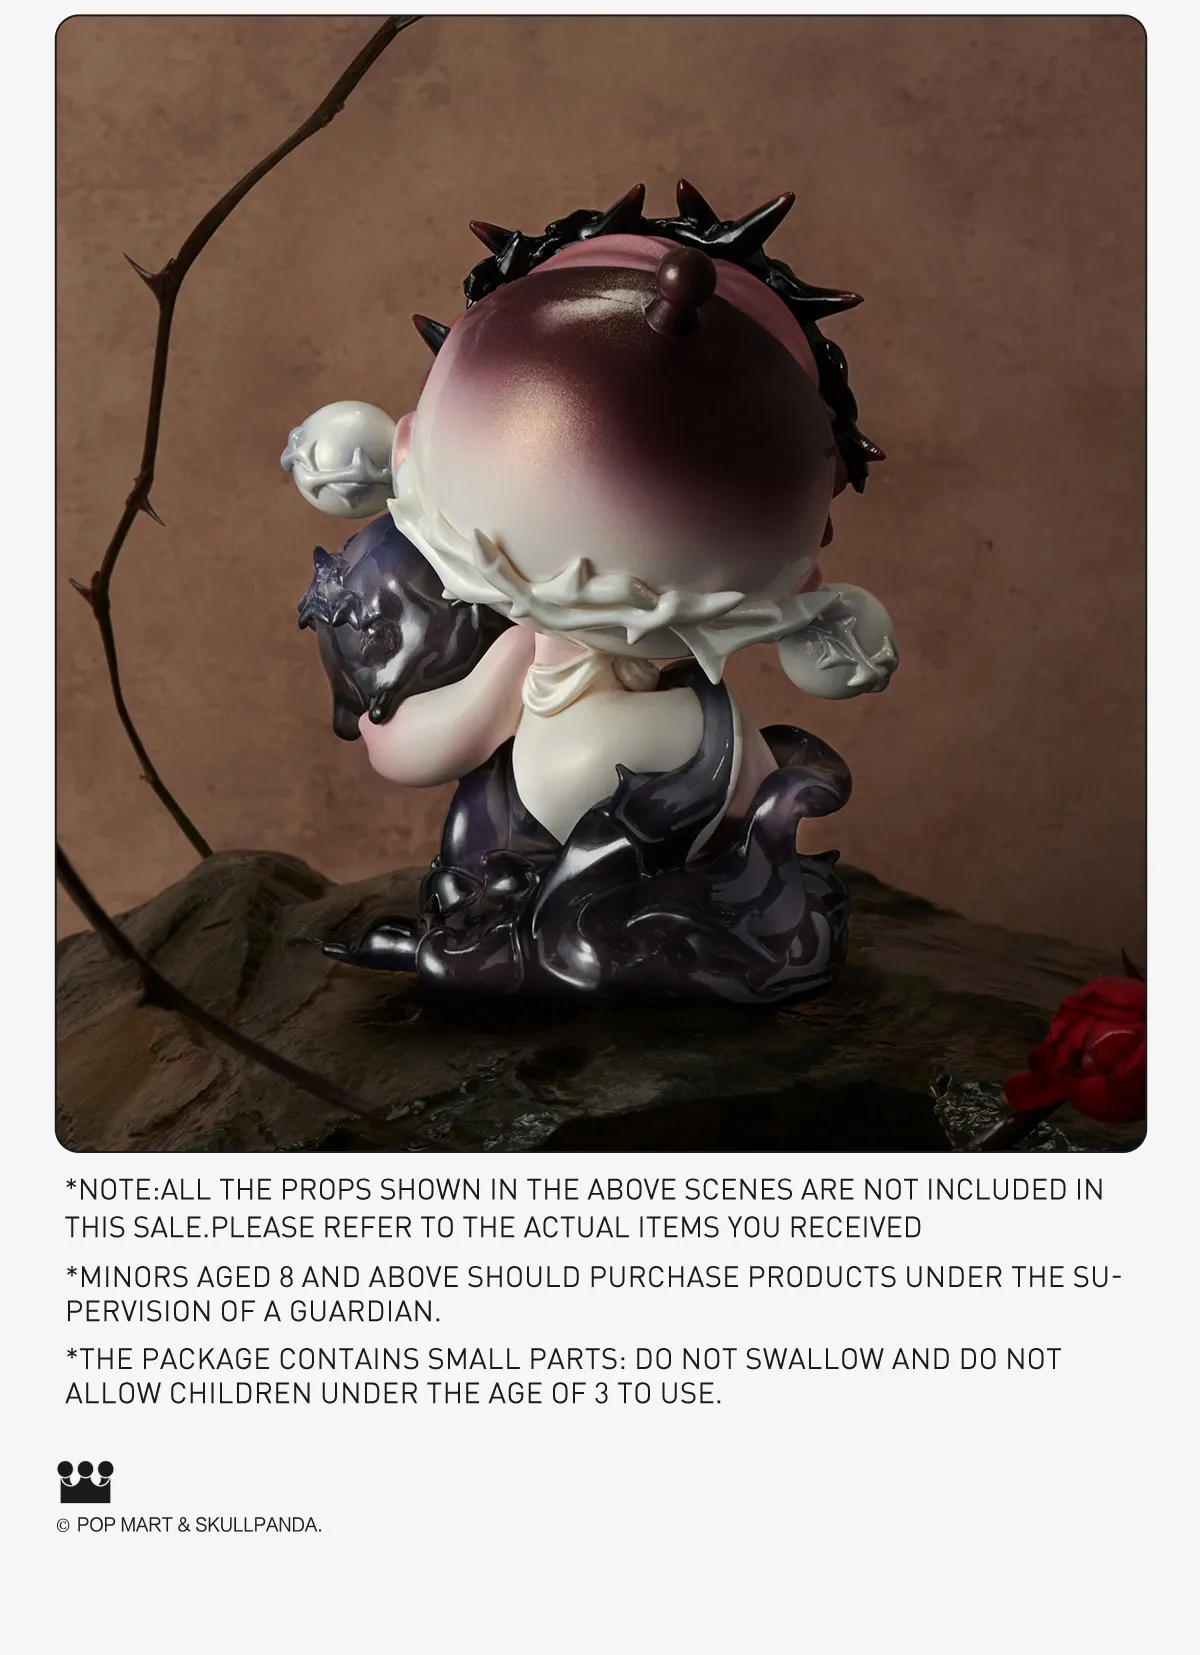 *NOTE:ALL THE PROPS SHOWN IN THE ABOVE SCENES ARE NOT INCLUDED IN
THIS SALE.PLEASE REFER TO THE ACTUAL ITEMS YOU RECEIVED
*MINORS AGED 8 AND ABOVE SHOULD PURCHASE PRODUCTS UNDER THE SU-
PERVISION OF A GUARDIAN.
*THE PACKAGE CONTAINS SMALL PARTS: DO NOT SWALLOW AND DO NOT
ALLOW CHILDREN UNDER THE AGE OF 3 TO USE.
© POP MART & SKULLPANDA.